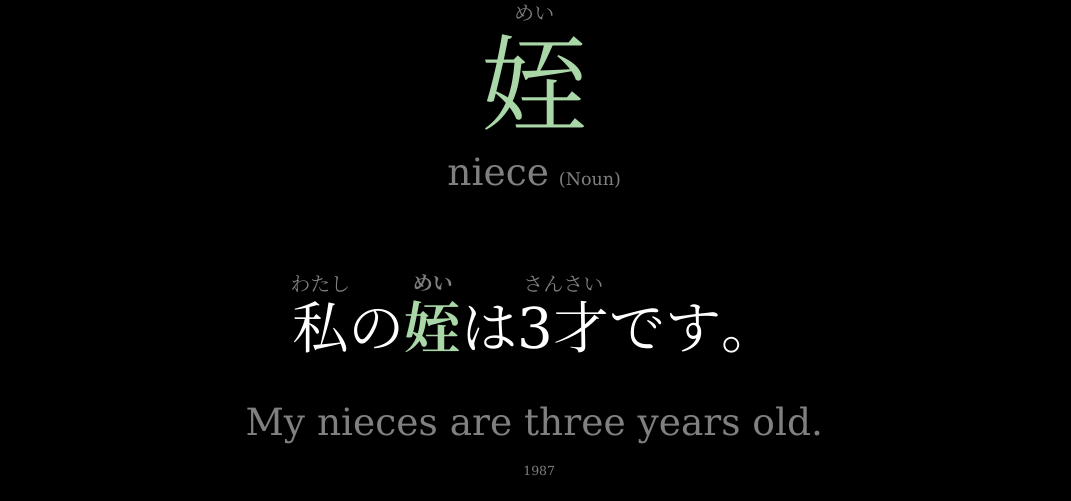 めい
姪
niece (Noun)
わたし めい さんさい
私の姪は3才です。
My nieces are three years old.
1987